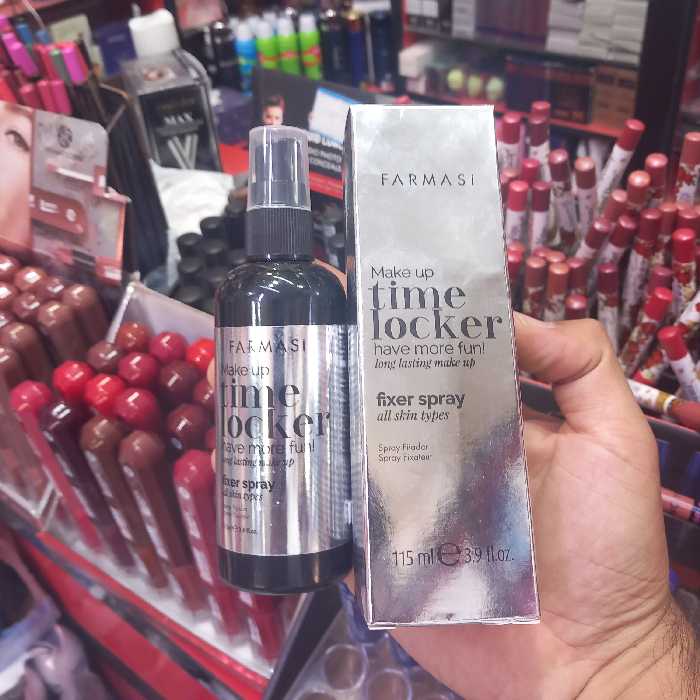 FARMASi
Make up
time
locker
have more fun!
long lasting make up
fixer spray
all skin types
FARMASi
Make up
time
locker
have more fun!
long lasting make up
fixer spray
all skin types
Spray Fijador
Spray Fixateur
115 ml ℮ 3.9 fl.oz.
MAX